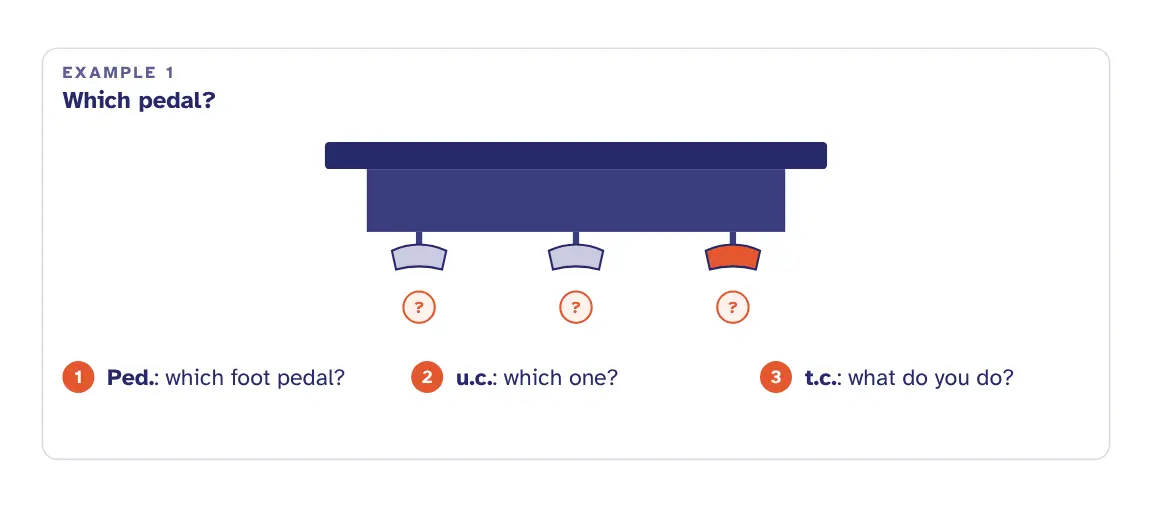 EXAMPLE 1
Which pedal?
? ? ?
1 Ped.: which foot pedal? 2 u.c.: which one? 3 t.c.: what do you do?